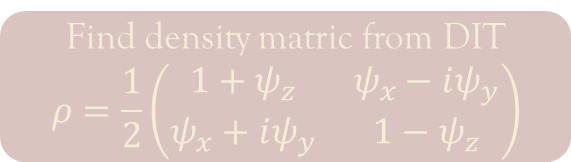 Find density matric from DIT
ρ = 1/2 ( 1 + ψ_z   ψ_x − iψ_y
ψ_x + iψ_y   1 − ψ_z )